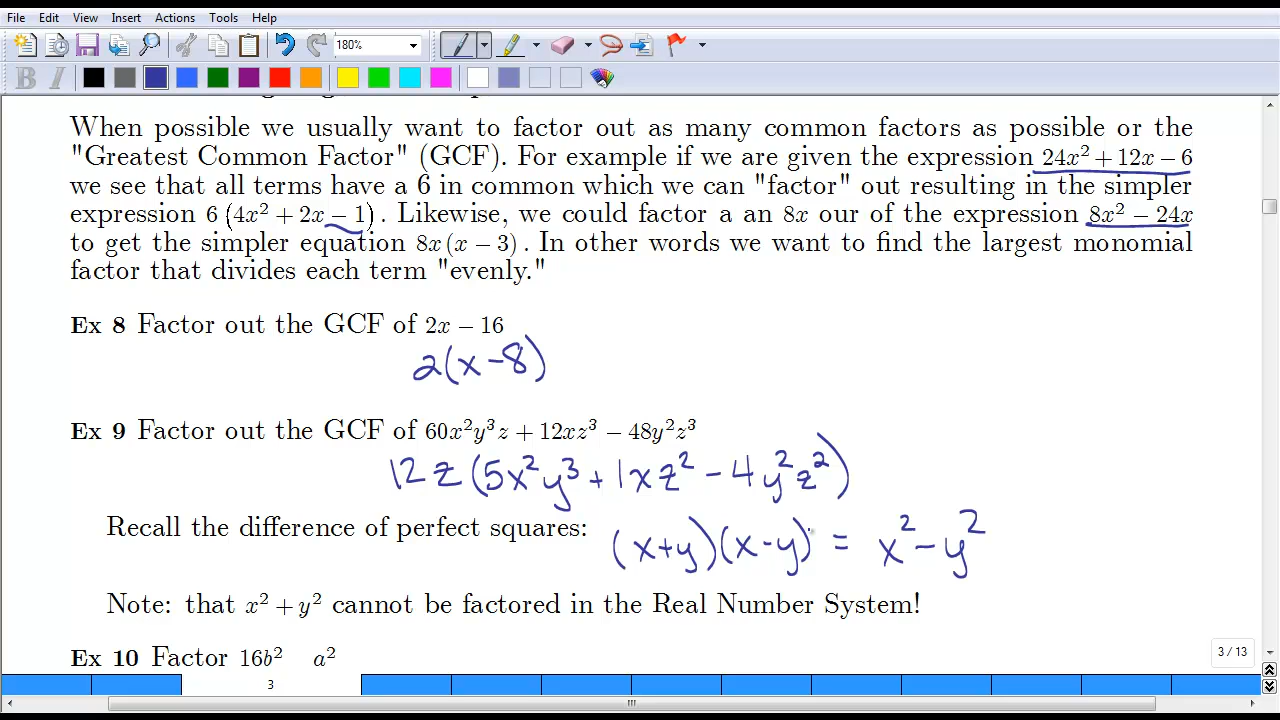 File Edit View Insert Actions Tools Help
180%
B I
When possible we usually want to factor out as many common factors as possible or the
"Greatest Common Factor" (GCF). For example if we are given the expression 24x² + 12x − 6
we see that all terms have a 6 in common which we can "factor" out resulting in the simpler
expression 6 (4x² + 2x − 1) . Likewise, we could factor a an 8x our of the expression 8x² − 24x
to get the simpler equation 8x (x − 3) . In other words we want to find the largest monomial
factor that divides each term "evenly."
Ex 8 Factor out the GCF of 2x − 16
2(x − 8)
Ex 9 Factor out the GCF of 60x²y³z + 12xz³ − 48y²z³
12 z (5x²y³ + 1xz² − 4y²z²)
Recall the difference of perfect squares: (x+y)(x−y) = x² − y²
Note: that x² + y² cannot be factored in the Real Number System!
Ex 10 Factor 16b² a²
3 / 13
3